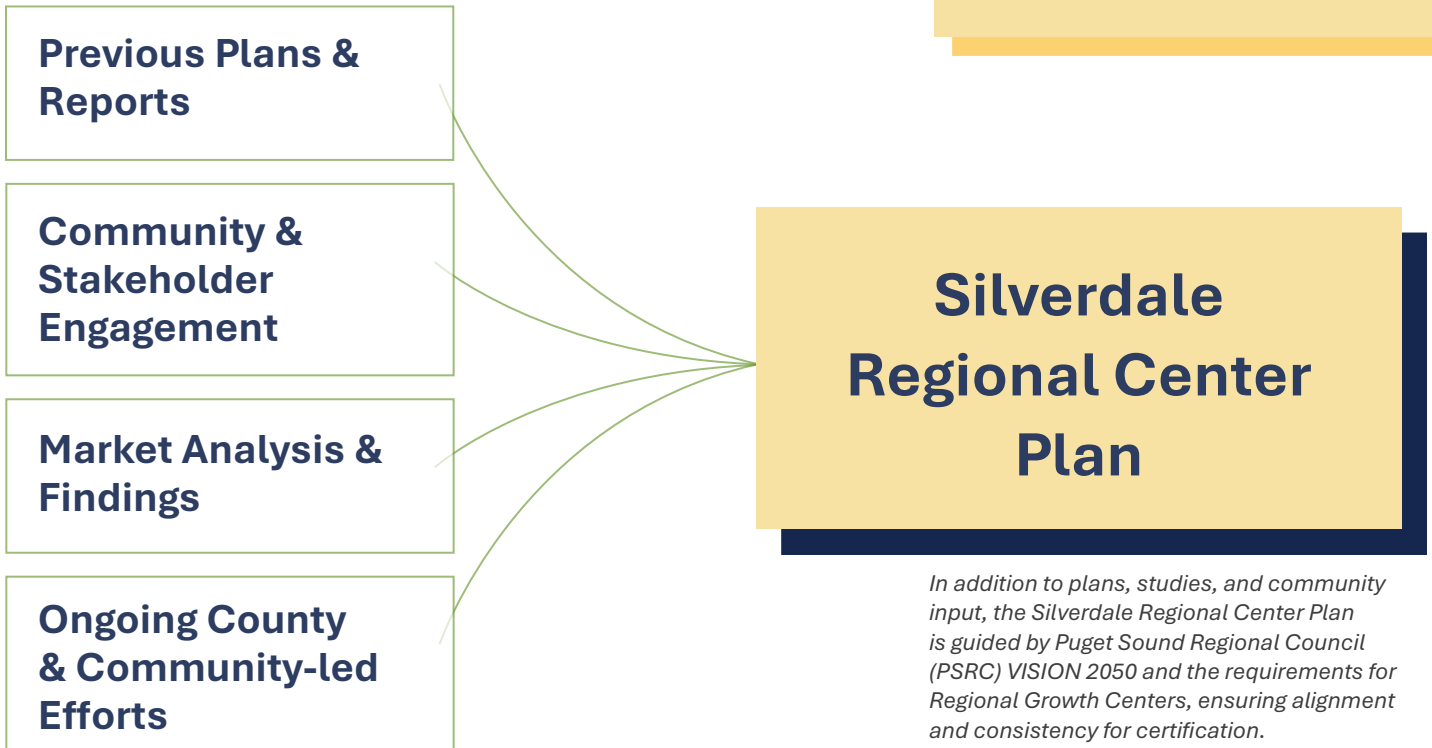 Previous Plans &
Reports
Community &
Stakeholder
Engagement
Market Analysis &
Findings
Ongoing County
& Community-led
Efforts
Silverdale
Regional Center
Plan
In addition to plans, studies, and community
input, the Silverdale Regional Center Plan
is guided by Puget Sound Regional Council
(PSRC) VISION 2050 and the requirements for
Regional Growth Centers, ensuring alignment
and consistency for certification.